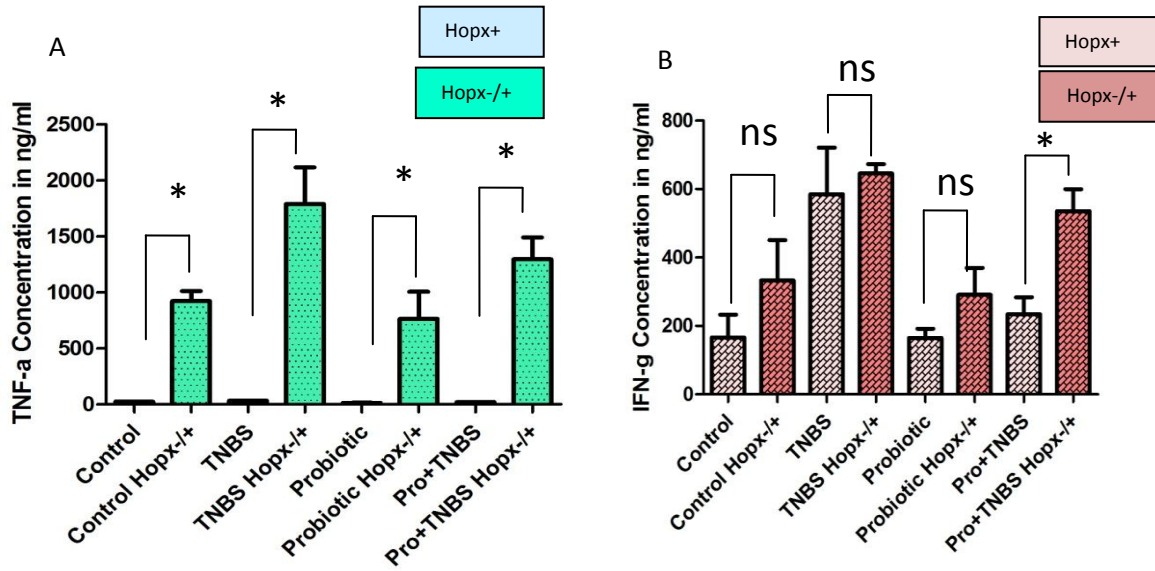 A
Hopx+
Hopx-/+
TNF-a Concentration in ng/ml
2500
2000
1500
1000
500
0
*
*
*
*
Control
Control Hopx-/+
TNBS
TNBS Hopx-/+
Probiotic
Probiotic Hopx-/+
Pro+TNBS
Pro+TNBS Hopx-/+
B
Hopx+
Hopx-/+
IFN-g Concentration in ng/ml
800
600
400
200
0
ns
ns
ns
*
Control
Control Hopx-/+
TNBS
TNBS Hopx-/+
Probiotic
Probiotic Hopx-/+
Pro+TNBS
Pro+TNBS Hopx-/+